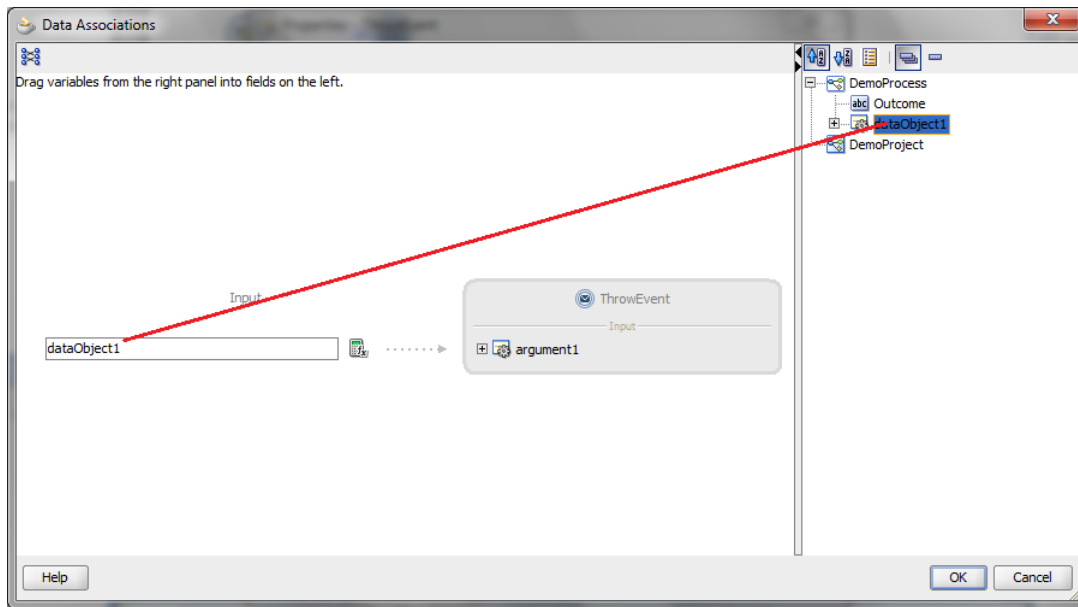 Data Associations
Drag variables from the right panel into fields on the left.
DemoProcess
abc Outcome
dataObject1
DemoProject
Input
ThrowEvent
Input
dataObject1
argument1
Help
OK
Cancel